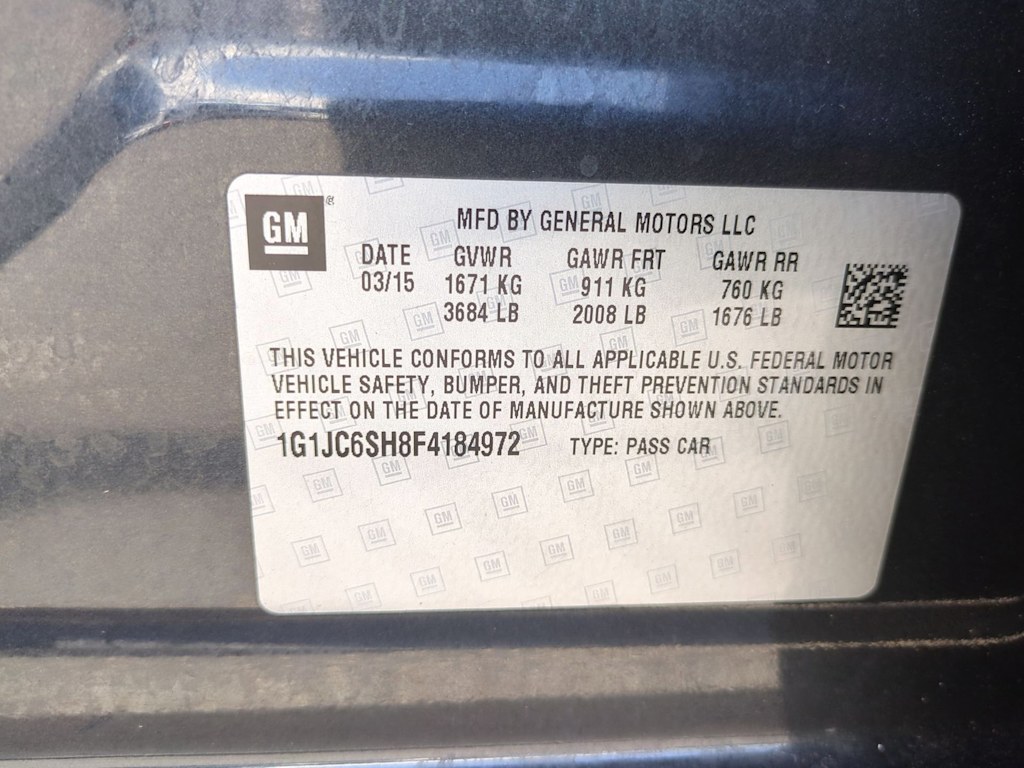 GM®
MFD BY GENERAL MOTORS LLC
DATE GVWR GAWR FRT GAWR RR
03/15 1671 KG 911 KG 760 KG
3684 LB 2008 LB 1676 LB
THIS VEHICLE CONFORMS TO ALL APPLICABLE U.S. FEDERAL MOTOR
VEHICLE SAFETY, BUMPER, AND THEFT PREVENTION STANDARDS IN
EFFECT ON THE DATE OF MANUFACTURE SHOWN ABOVE.
1G1JC6SH8F4184972 TYPE: PASS CAR